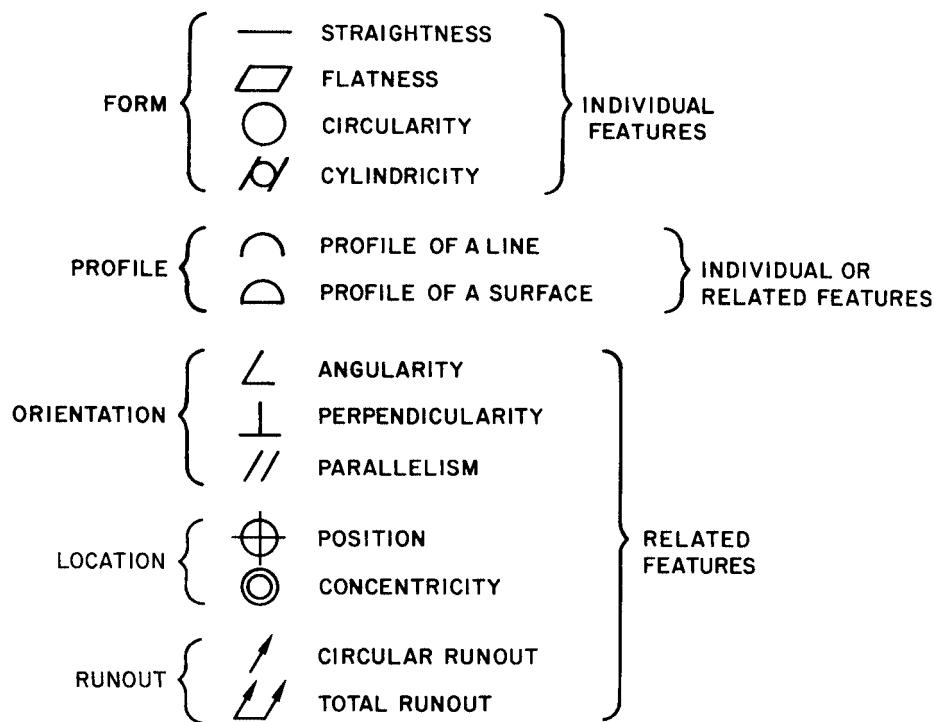 FORM
STRAIGHTNESS
FLATNESS
CIRCULARITY
CYLINDRICITY
INDIVIDUAL
FEATURES
PROFILE
PROFILE OF A LINE
PROFILE OF A SURFACE
INDIVIDUAL OR
RELATED FEATURES
ORIENTATION
ANGULARITY
PERPENDICULARITY
PARALLELISM
LOCATION
POSITION
CONCENTRICITY
RUNOUT
CIRCULAR RUNOUT
TOTAL RUNOUT
RELATED
FEATURES